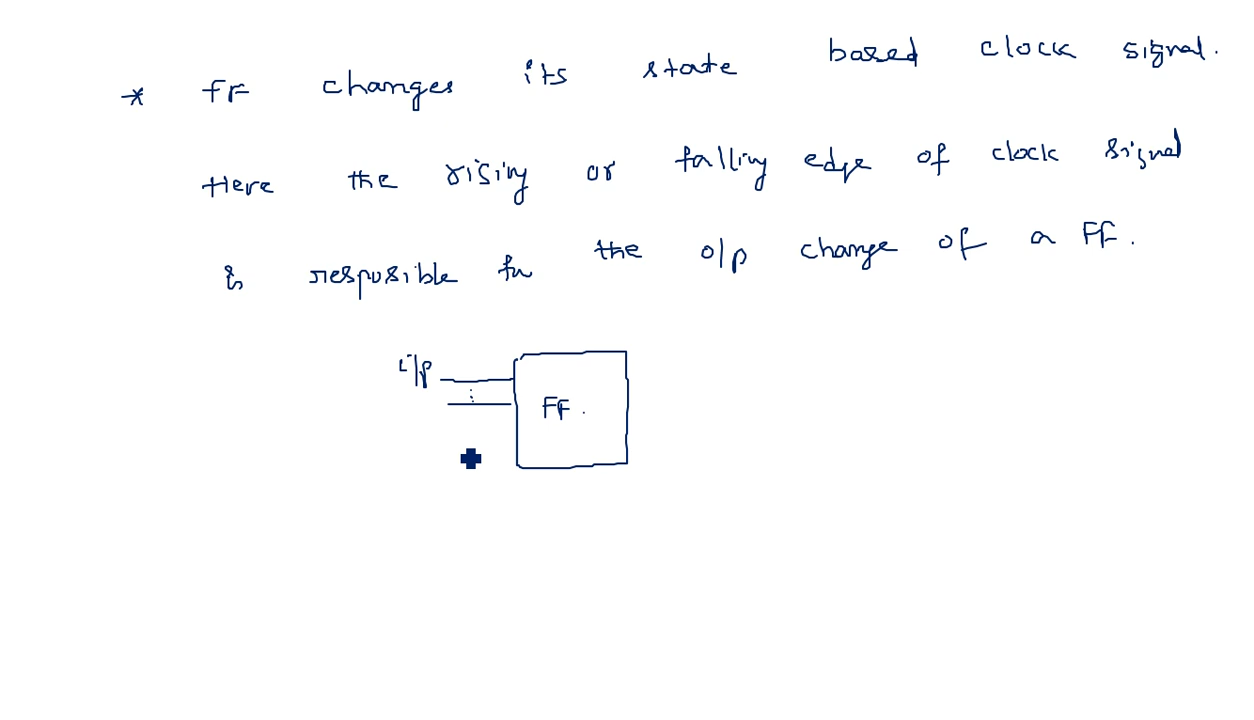 * FF changes its state based clock signal.
Here the rising or falling edge of clock signal
is resposible for the o/p change of a FF.
i/p
FF.